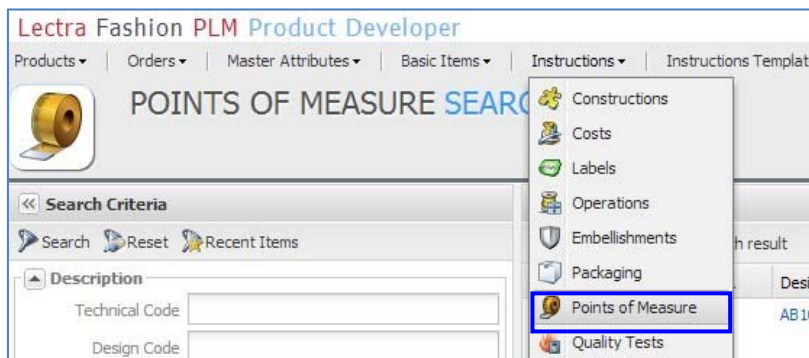 Lectra Fashion PLM Product Developer
Products Orders Master Attributes Basic Items Instructions Instructions Templat
POINTS OF MEASURE SEARC
Constructions
Costs
Labels
Operations
Embellishments
Packaging
Points of Measure
Quality Tests
Search Criteria
Search Reset Recent Items
Description
Technical Code
Design Code
h result
Desi
AB10